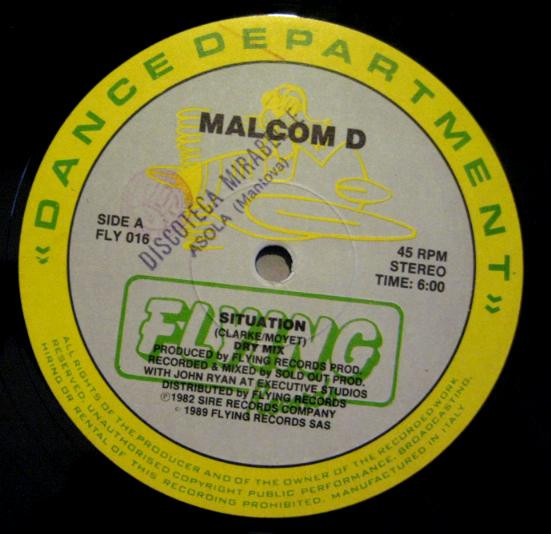 « DANCE DEPARTMENT »
MALCOM D
DISCOTECA MIRABELLE
ASOLA (Mantova)
SIDE A
FLY 016
45 RPM
STEREO
TIME: 6:00
FLYING
SITUATION
(CLARKE/MOYET)
DRY MIX
PRODUCED by FLYING RECORDS PROD.
RECORDED & MIXED by SOLD OUT PROD.
WITH JOHN RYAN AT EXECUTIVE STUDIOS
DISTRIBUTED by FLYING RECORDS
℗ 1982 SIRE RECORDS COMPANY
© 1989 FLYING RECORDS SAS
ALL RIGHTS OF THE PRODUCER AND OF THE OWNER OF THE RECORDED WORK
RESERVED. UNAUTHORISED COPYRIGHT PUBLIC PERFORMANCE, BROADCASTING.
HIRING OR RENTAL OF THIS RECORDING PROHIBITED. MANUFACTURED IN ITALY